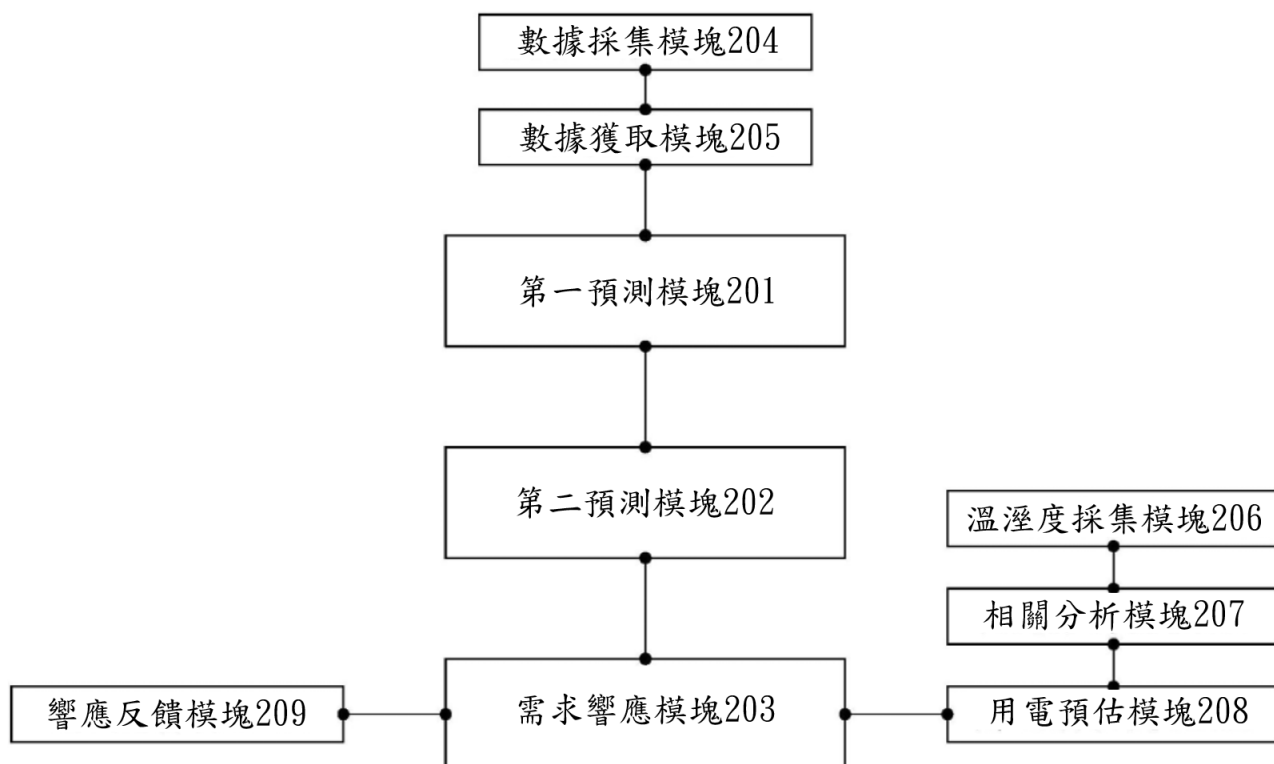 數據採集模塊204
數據獲取模塊205
第一預測模塊201
第二預測模塊202
溫溼度採集模塊206
相關分析模塊207
響應反饋模塊209
需求響應模塊203
用電預估模塊208